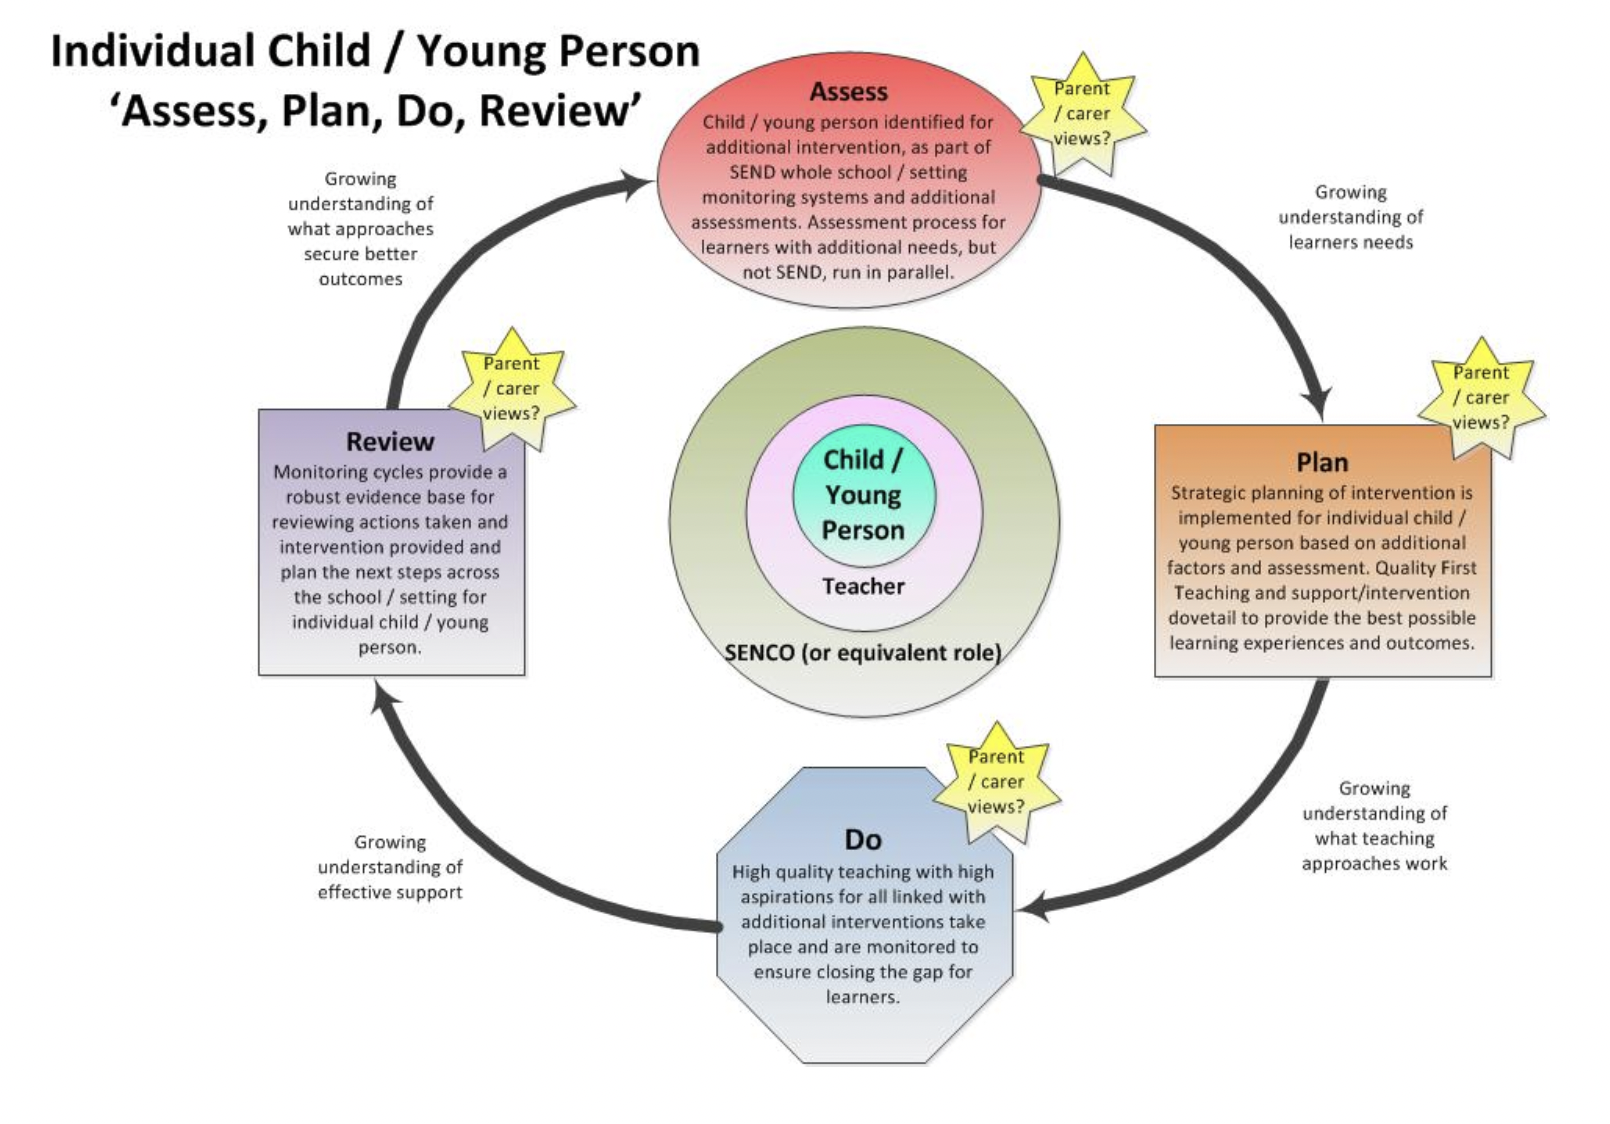 Individual Child / Young Person
‘Assess, Plan, Do, Review’
Assess
Child / young person identified for
additional intervention, as part of
SEND whole school / setting
monitoring systems and additional
assessments. Assessment process for
learners with additional needs, but
not SEND, run in parallel.
Parent
/ carer
views?
Growing
understanding of
learners needs
Parent
/ carer
views?
Plan
Strategic planning of intervention is
implemented for individual child /
young person based on additional
factors and assessment. Quality First
Teaching and support/intervention
dovetail to provide the best possible
learning experiences and outcomes.
Growing
understanding of
what teaching
approaches work
Parent
/ carer
views?
Do
High quality teaching with high
aspirations for all linked with
additional interventions take
place and are monitored to
ensure closing the gap for
learners.
Growing
understanding of
effective support
Parent
/ carer
views?
Review
Monitoring cycles provide a
robust evidence base for
reviewing actions taken and
intervention provided and
plan the next steps across
the school / setting for
individual child / young
person.
Growing
understanding of
what approaches
secure better
outcomes
Child /
Young
Person
Teacher
SENCO (or equivalent role)